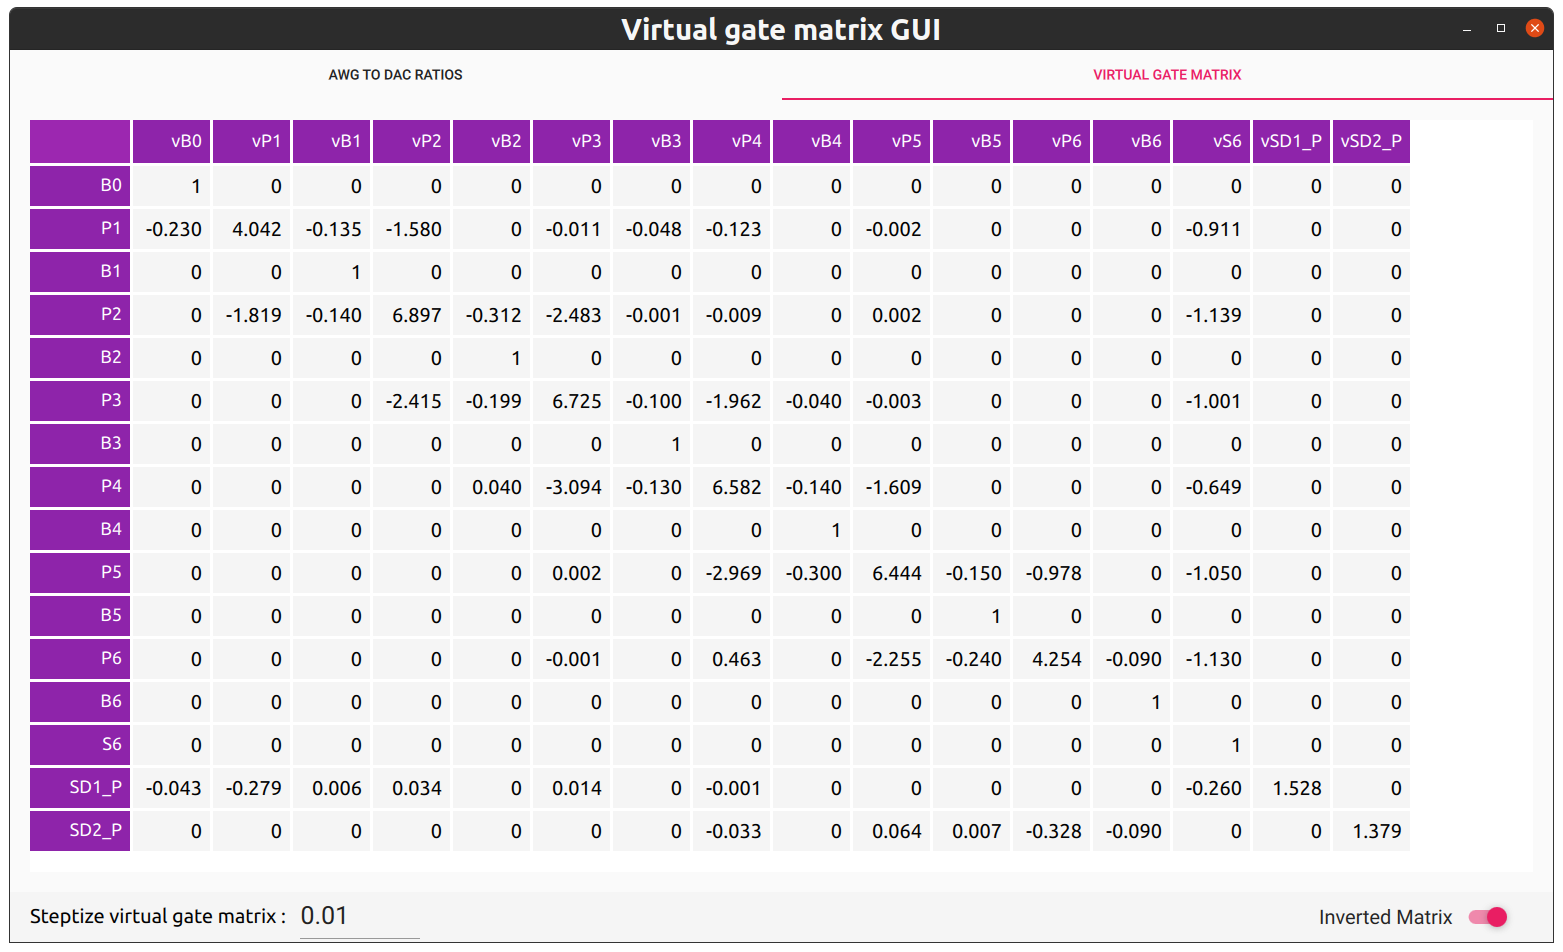 Virtual gate matrix GUI
AWG TO DAC RATIOS VIRTUAL GATE MATRIX
vB0 vP1 vB1 vP2 vB2 vP3 vB3 vP4 vB4 vP5 vB5 vP6 vB6 vS6 vSD1_P vSD2_P
B0 1 0 0 0 0 0 0 0 0 0 0 0 0 0 0 0
P1 -0.230 4.042 -0.135 -1.580 0 -0.011 -0.048 -0.123 0 -0.002 0 0 0 -0.911 0 0
B1 0 0 1 0 0 0 0 0 0 0 0 0 0 0 0 0
P2 0 -1.819 -0.140 6.897 -0.312 -2.483 -0.001 -0.009 0 0.002 0 0 0 -1.139 0 0
B2 0 0 0 0 1 0 0 0 0 0 0 0 0 0 0 0
P3 0 0 0 -2.415 -0.199 6.725 -0.100 -1.962 -0.040 -0.003 0 0 0 -1.001 0 0
B3 0 0 0 0 0 0 1 0 0 0 0 0 0 0 0 0
P4 0 0 0 0 0.040 -3.094 -0.130 6.582 -0.140 -1.609 0 0 0 -0.649 0 0
B4 0 0 0 0 0 0 0 0 1 0 0 0 0 0 0 0
P5 0 0 0 0 0 0.002 0 -2.969 -0.300 6.444 -0.150 -0.978 0 -1.050 0 0
B5 0 0 0 0 0 0 0 0 0 0 1 0 0 0 0 0
P6 0 0 0 0 0 -0.001 0 0.463 0 -2.255 -0.240 4.254 -0.090 -1.130 0 0
B6 0 0 0 0 0 0 0 0 0 0 0 0 1 0 0 0
S6 0 0 0 0 0 0 0 0 0 0 0 0 0 1 0 0
SD1_P -0.043 -0.279 0.006 0.034 0 0.014 0 -0.001 0 0 0 0 0 -0.260 1.528 0
SD2_P 0 0 0 0 0 0 0 -0.033 0 0.064 0.007 -0.328 -0.090 0 0 1.379
Steptize virtual gate matrix : 0.01 Inverted Matrix